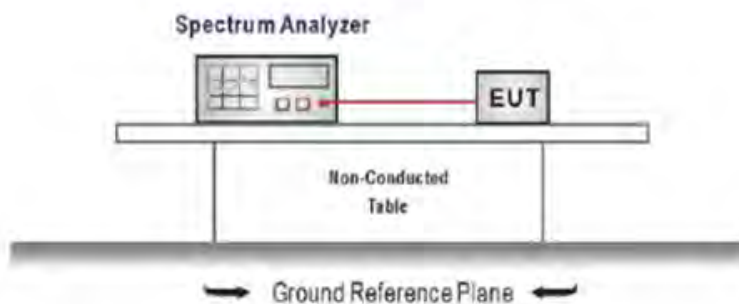 Spectrum Analyzer
EUT
Non-Conducted
Table
Ground Reference Plane